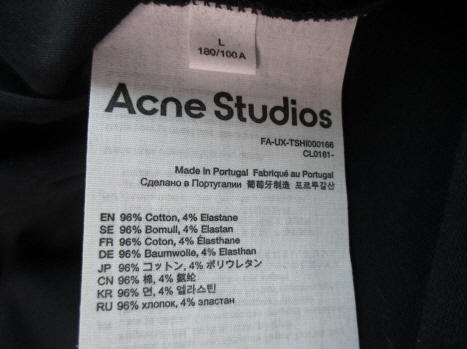 L
180/100A
Acne Studios
FA-UX-TSHI000166
CL0161-
Made in Portugal Fabriqué au Portugal
Сделано в Португалии 葡萄牙制造 포르투갈산
EN 96% Cotton, 4% Elastane
SE 96% Bomull, 4% Elastan
FR 96% Coton, 4% Élasthane
DE 96% Baumwolle, 4% Elasthan
JP 96% コットン, 4% ポリウレタン
CN 96% 棉, 4% 氨纶
KR 96% 면, 4% 엘라스틴
RU 96% хлопок, 4% эластан